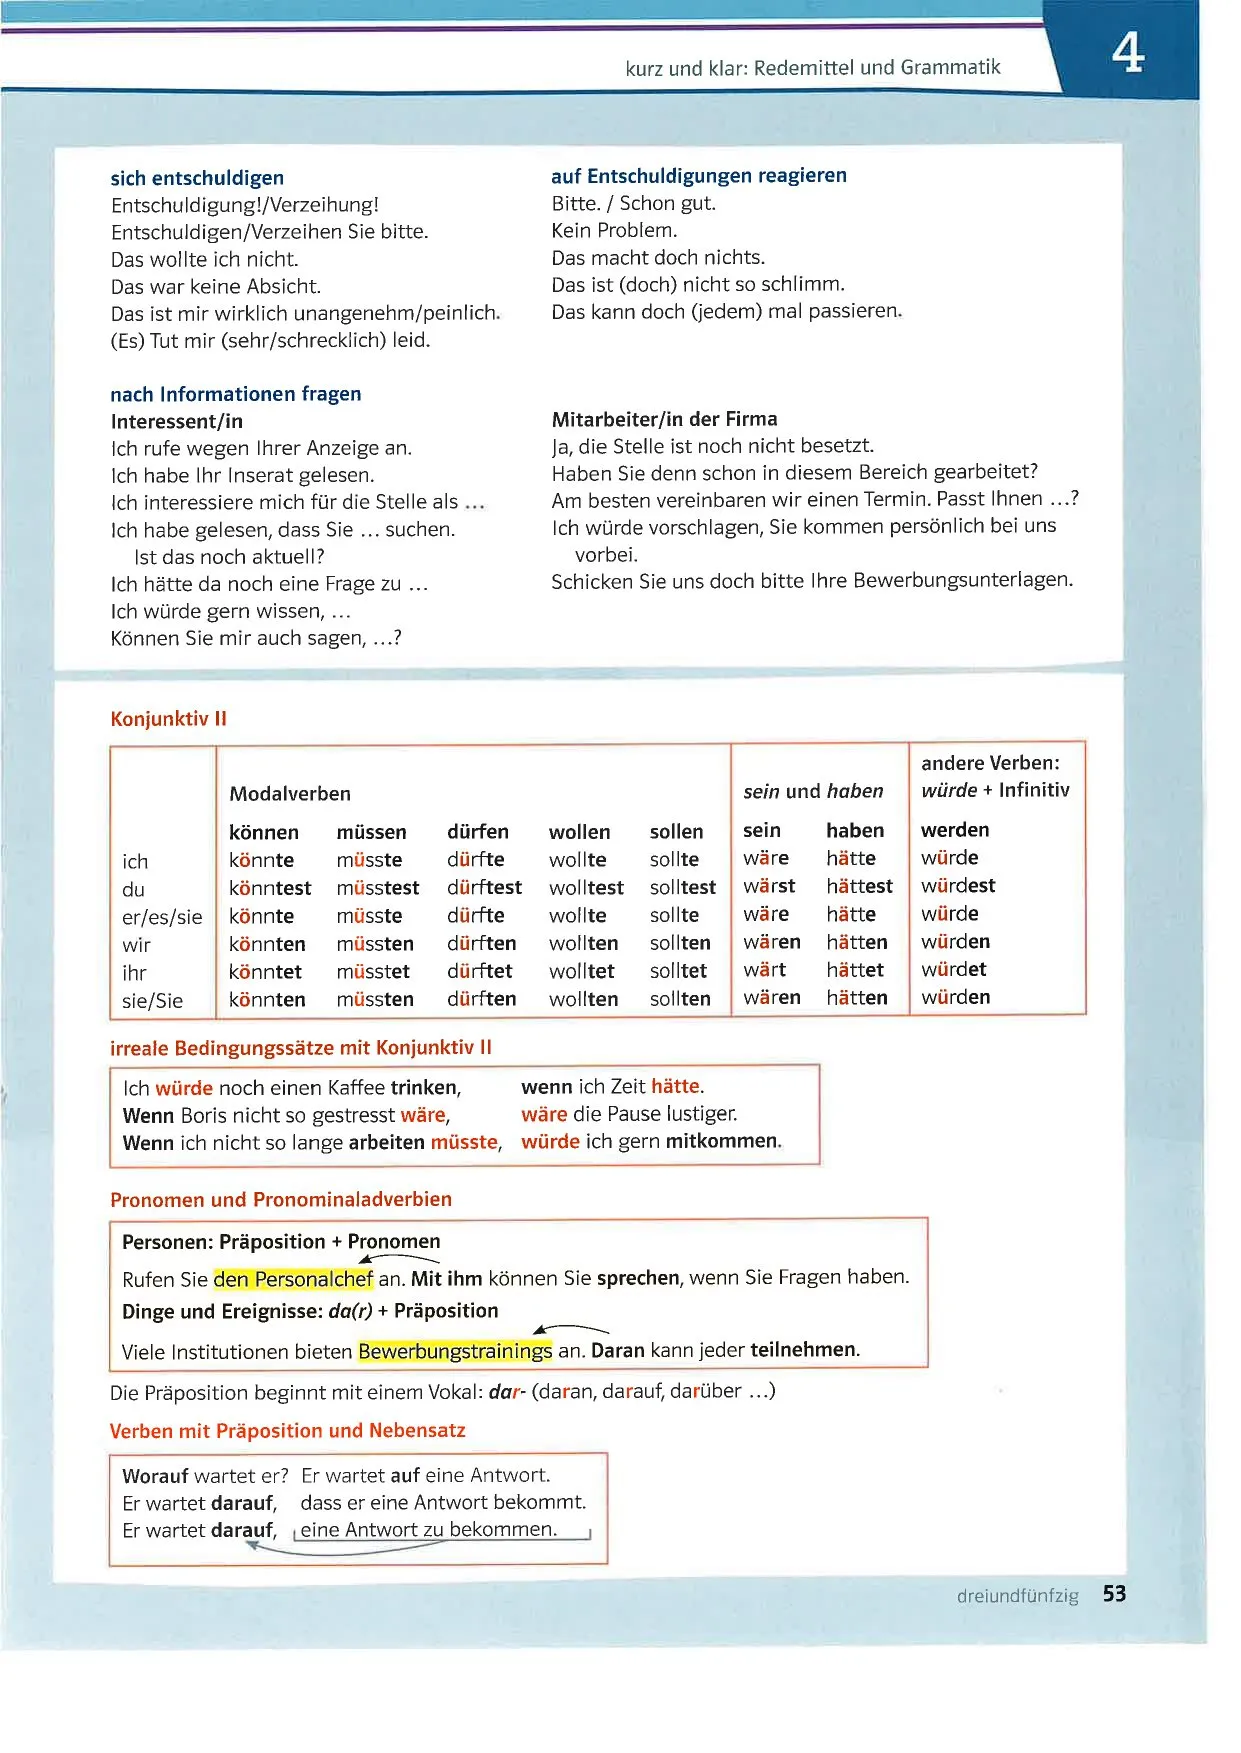 kurz und klar: Redemittel und Grammatik
4
sich entschuldigen
Entschuldigung!/Verzeihung!
Entschuldigen/Verzeihen Sie bitte.
Das wollte ich nicht.
Das war keine Absicht.
Das ist mir wirklich unangenehm/peinlich.
(Es) Tut mir (sehr/schrecklich) leid.
auf Entschuldigungen reagieren
Bitte. / Schon gut.
Kein Problem.
Das macht doch nichts.
Das ist (doch) nicht so schlimm.
Das kann doch (jedem) mal passieren.
nach Informationen fragen
Interessent/in
Ich rufe wegen Ihrer Anzeige an.
Ich habe Ihr Inserat gelesen.
Ich interessiere mich für die Stelle als ...
Ich habe gelesen, dass Sie ... suchen.
Ist das noch aktuell?
Ich hätte da noch eine Frage zu ...
Ich würde gern wissen, ...
Können Sie mir auch sagen, ...?
Mitarbeiter/in der Firma
Ja, die Stelle ist noch nicht besetzt.
Haben Sie denn schon in diesem Bereich gearbeitet?
Am besten vereinbaren wir einen Termin. Passt Ihnen ...?
Ich würde vorschlagen, Sie kommen persönlich bei uns
vorbei.
Schicken Sie uns doch bitte Ihre Bewerbungsunterlagen.
Konjunktiv II
andere Verben:
Modalverben sein und haben würde + Infinitiv
können müssen dürfen wollen sollen sein haben werden
ich könnte müsste dürfte wollte sollte wäre hätte würde
du könntest müsstest dürftest wolltest solltest wärst hättest würdest
er/es/sie könnte müsste dürfte wollte sollte wäre hätte würde
wir könnten müssten dürften wollten sollten wären hätten würden
ihr könntet müsstet dürftet wolltet solltet wärt hättet würdet
sie/Sie könnten müssten dürften wollten sollten wären hätten würden
irreale Bedingungssätze mit Konjunktiv II
Ich würde noch einen Kaffee trinken, wenn ich Zeit hätte.
Wenn Boris nicht so gestresst wäre, wäre die Pause lustiger.
Wenn ich nicht so lange arbeiten müsste, würde ich gern mitkommen.
Pronomen und Pronominaladverbien
Personen: Präposition + Pronomen
Rufen Sie den Personalchef an. Mit ihm können Sie sprechen, wenn Sie Fragen haben.
Dinge und Ereignisse: da(r) + Präposition
Viele Institutionen bieten Bewerbungstrainings an. Daran kann jeder teilnehmen.
Die Präposition beginnt mit einem Vokal: dar- (daran, darauf, darüber ...)
Verben mit Präposition und Nebensatz
Worauf wartet er? Er wartet auf eine Antwort.
Er wartet darauf, dass er eine Antwort bekommt.
Er wartet darauf, eine Antwort zu bekommen.
dreiundfünfzig 53